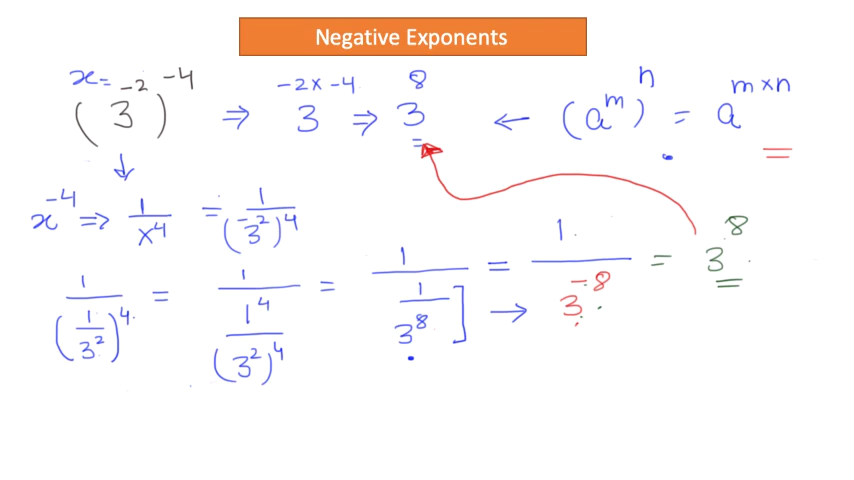 Negative Exponents
x = (3^-2)^-4 ⇒ 3^(-2 x -4) ⇒ 3^8 ← (a^m)^n = a^(m x n)
↓
x^-4 ⇒ 1/x^4 = 1/(3^-2)^4
1/(1/3^2)^4 = 1/(1^4/(3^2)^4) = 1/(1/3^8)] → = 1/3^-8 = 3^8